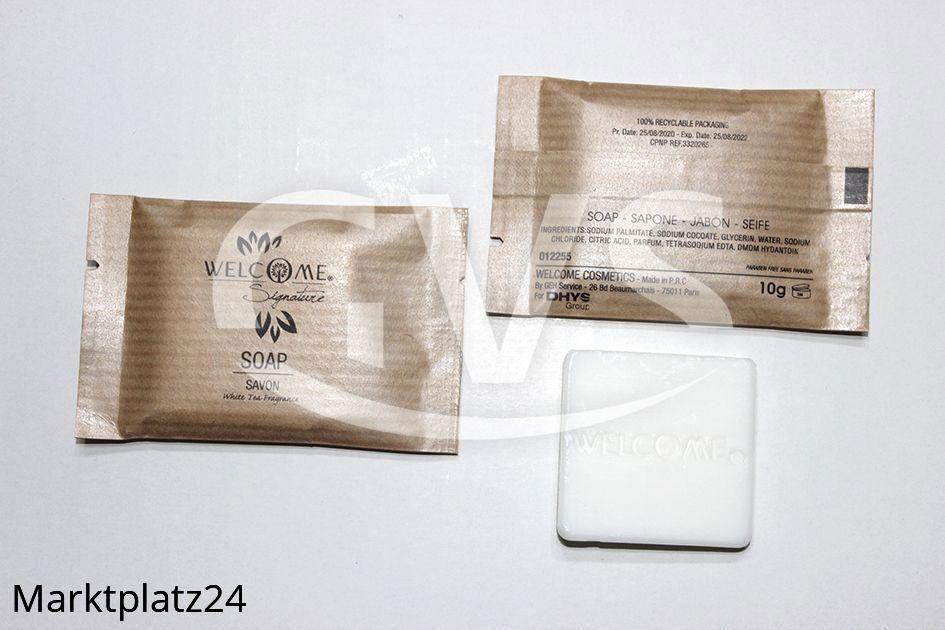 WELCOME®
Signature
SOAP
SAVON
White Tea Fragrance
100% RECYCLABLE PACKAGING
Pr. Date: 25/08/2020 - Exp. Date: 25/08/2022
CPNP REF.3320265
SOAP - SAPONE - JABON - SEIFE
INGREDIENTS: SODIUM PALMITATE, SODIUM COCOATE, GLYCERIN, WATER, SODIUM
CHLORIDE, CITRIC ACID, PARFUM, TETRASODIUM EDTA, DMDM HYDANTOIN
012255
PARABEN FREE SANS PARABEN
WELCOME COSMETICS - Made in P.R.C
By GEH Service - 26 Bd Beaumarchais - 75011 Paris
For DHYS
Group
10g
GVS
WELCOME®
Marktplatz24